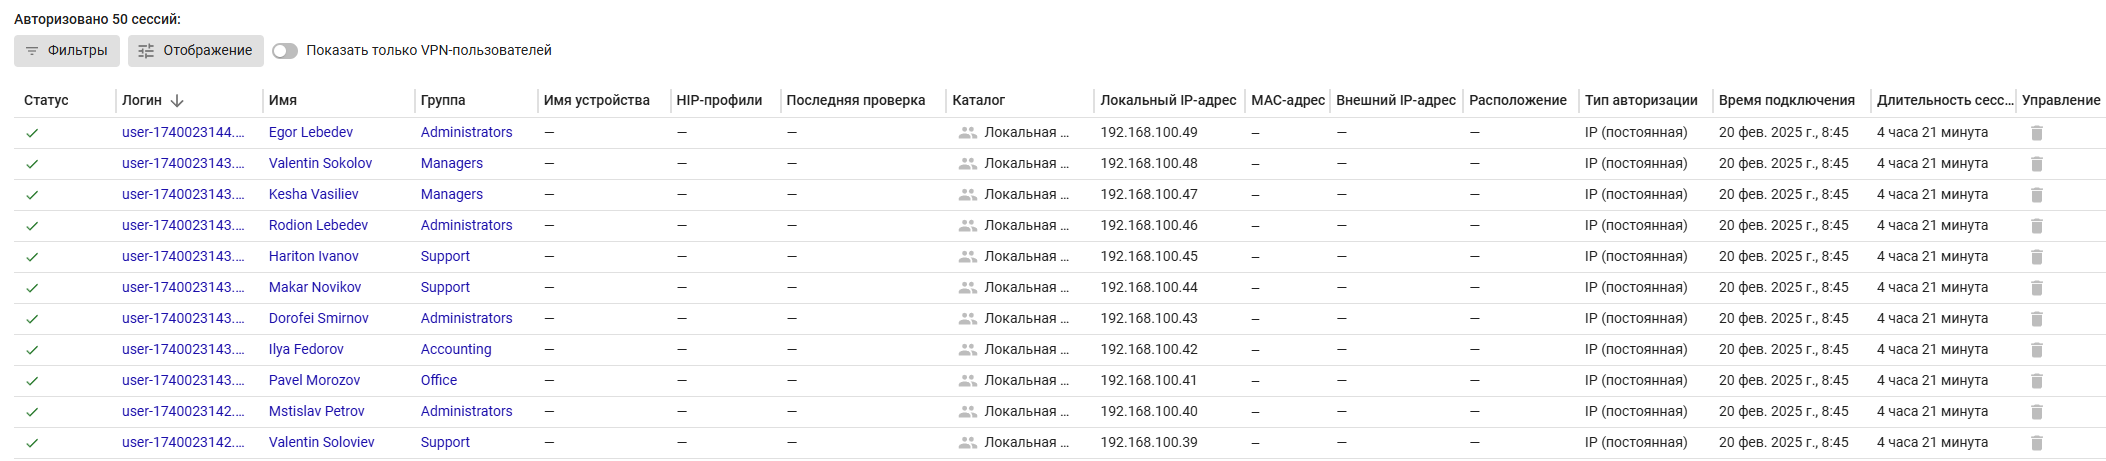 Авторизовано 50 сессий:
Фильтры Отображение Показать только VPN-пользователей
Статус Логин Имя Группа Имя устройства HIP-профили Последняя проверка Каталог Локальный IP-адрес MAC-адрес Внешний IP-адрес Расположение Тип авторизации Время подключения Длительность сесс... Управление
user-1740023144.... Egor Lebedev Administrators — — — Локальная ... 192.168.100.49 – — — IP (постоянная) 20 фев. 2025 г., 8:45 4 часа 21 минута
user-1740023143.... Valentin Sokolov Managers — — — Локальная ... 192.168.100.48 – — — IP (постоянная) 20 фев. 2025 г., 8:45 4 часа 21 минута
user-1740023143.... Kesha Vasiliev Managers — — — Локальная ... 192.168.100.47 – — — IP (постоянная) 20 фев. 2025 г., 8:45 4 часа 21 минута
user-1740023143.... Rodion Lebedev Administrators — — — Локальная ... 192.168.100.46 – — — IP (постоянная) 20 фев. 2025 г., 8:45 4 часа 21 минута
user-1740023143.... Hariton Ivanov Support — — — Локальная ... 192.168.100.45 – — — IP (постоянная) 20 фев. 2025 г., 8:45 4 часа 21 минута
user-1740023143.... Makar Novikov Support — — — Локальная ... 192.168.100.44 – — — IP (постоянная) 20 фев. 2025 г., 8:45 4 часа 21 минута
user-1740023143.... Dorofei Smirnov Administrators — — — Локальная ... 192.168.100.43 – — — IP (постоянная) 20 фев. 2025 г., 8:45 4 часа 21 минута
user-1740023143.... Ilya Fedorov Accounting — — — Локальная ... 192.168.100.42 – — — IP (постоянная) 20 фев. 2025 г., 8:45 4 часа 21 минута
user-1740023143.... Pavel Morozov Office — — — Локальная ... 192.168.100.41 – — — IP (постоянная) 20 фев. 2025 г., 8:45 4 часа 21 минута
user-1740023142.... Mstislav Petrov Administrators — — — Локальная ... 192.168.100.40 – — — IP (постоянная) 20 фев. 2025 г., 8:45 4 часа 21 минута
user-1740023142.... Valentin Soloviev Support — — — Локальная ... 192.168.100.39 – — — IP (постоянная) 20 фев. 2025 г., 8:45 4 часа 21 минута